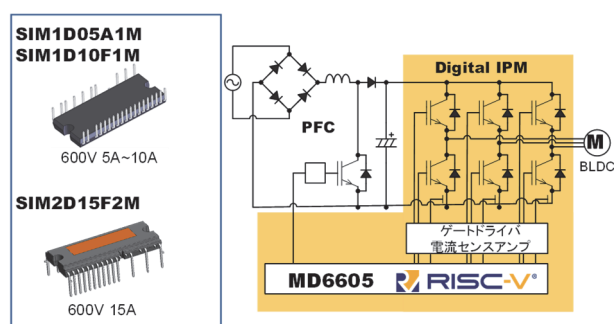 SIM1D05A1M
SIM1D10F1M
600V 5A~10A
SIM2D15F2M
600V 15A
Digital IPM
PFC
M
BLDC
ゲートドライバ
電流センスアンプ
MD6605 RISC-V®